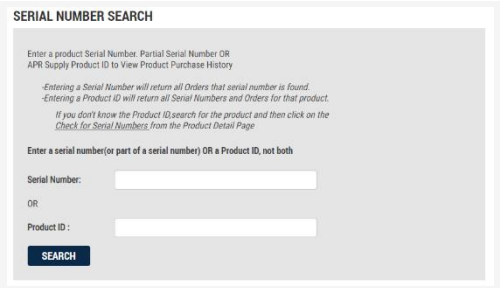 SERIAL NUMBER SEARCH
Enter a product Serial Number. Partial Serial Number OR
APR Supply Product ID to View Product Purchase History
-Entering a Serial Number will return all Orders that serial number is found.
-Entering a Product ID will return all Serial Numbers and Orders for that product.
If you don't know the Product ID,search for the product and then click on the
Check for Serial Numbers from the Product Detail Page
Enter a serial number(or part of a serial number) OR a Product ID, not both
Serial Number:
OR
Product ID :
SEARCH